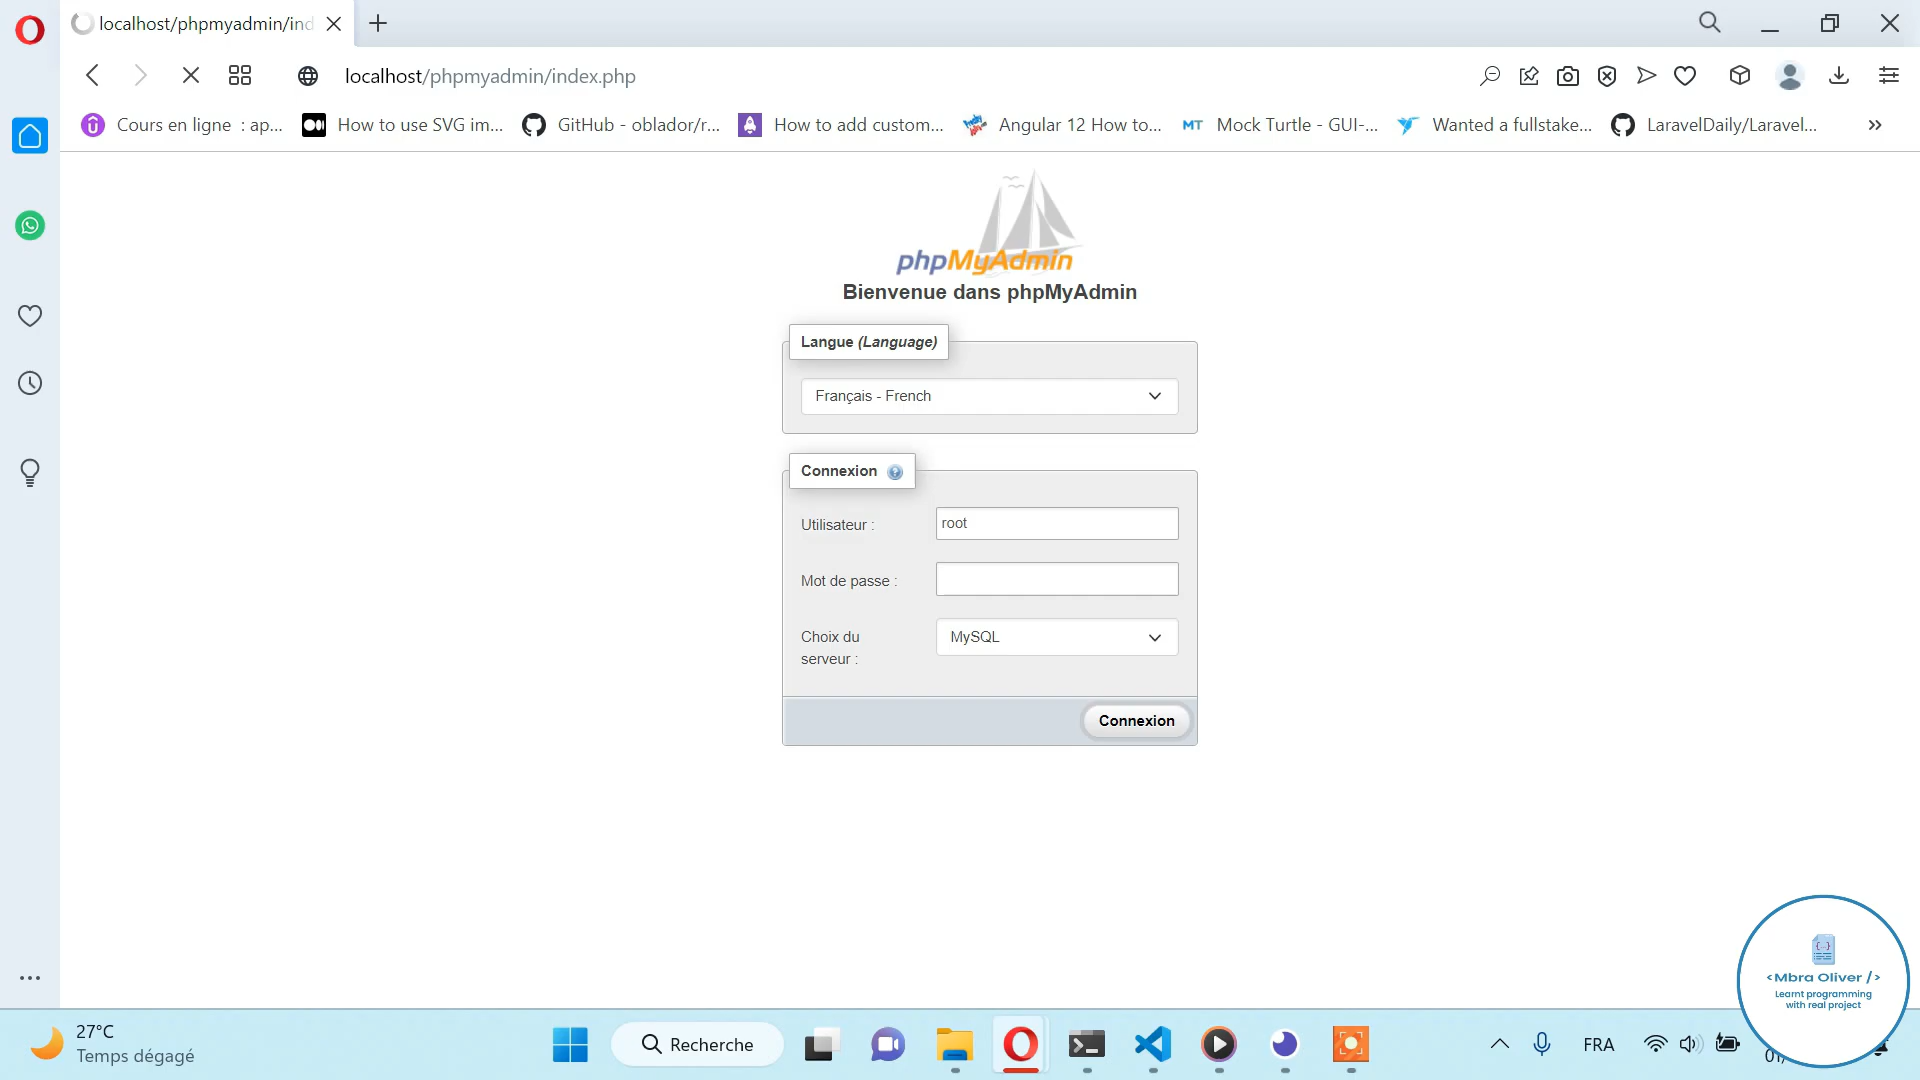 localhost/phpmyadmin/ind
localhost/phpmyadmin/index.php
Cours en ligne : ap...
How to use SVG im...
GitHub - oblador/r...
How to add custom...
Angular 12 How to...
MT Mock Turtle - GUI-...
Wanted a fullstake...
LaravelDaily/Laravel...
phpMyAdmin
Bienvenue dans phpMyAdmin
Langue (Language)
Français - French
Connexion
Utilisateur :
root
Mot de passe :
Choix du
serveur :
MySQL
Connexion
{...}
<Mbra Oliver />
Learnt programming
with real project
27°C
Temps dégagé
Recherche
FRA